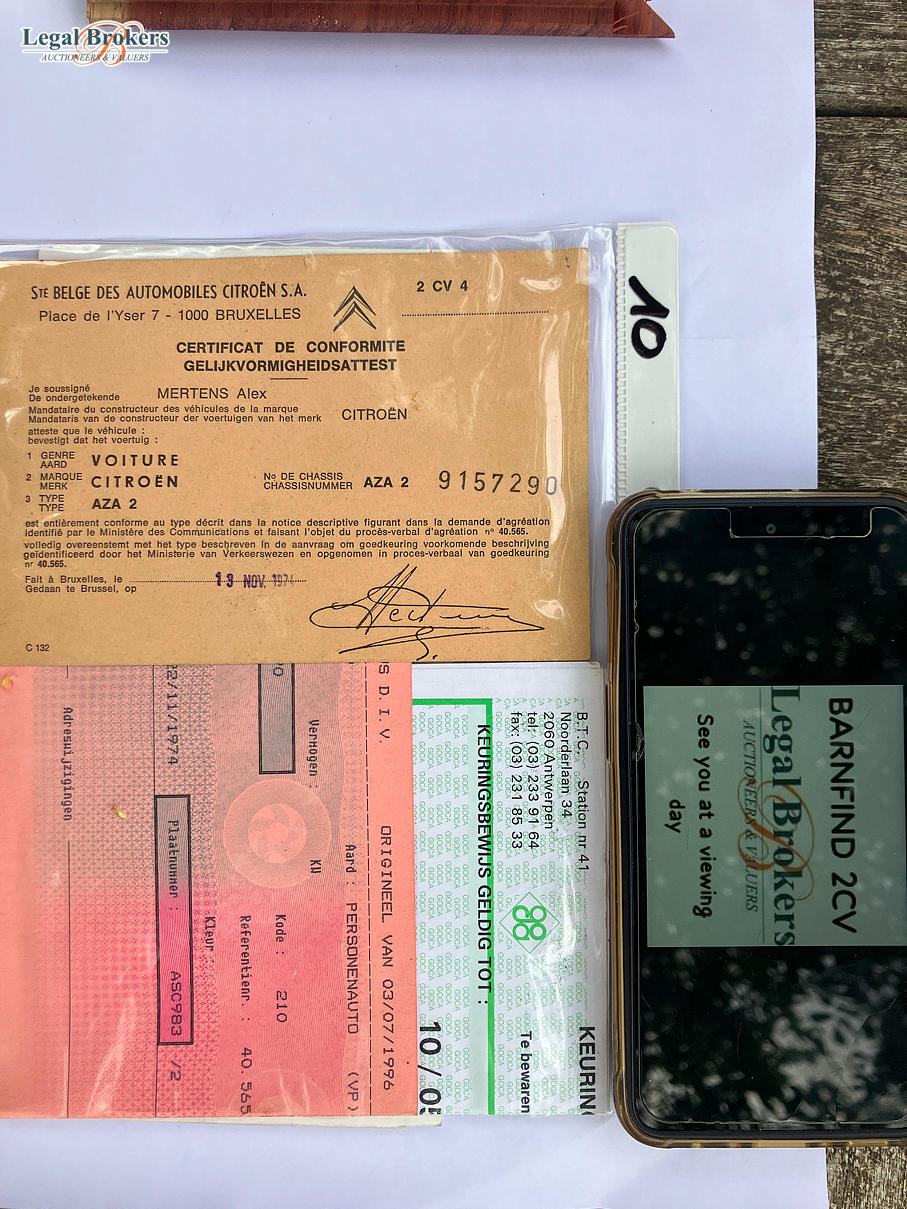 Legal Brokers
AUCTIONEERS & VALUERS
10
STÉ BELGE DES AUTOMOBILES CITROËN S.A.
2 CV 4
Place de l'Yser 7 - 1000 BRUXELLES
CERTIFICAT DE CONFORMITE
GELIJKVORMIGHEIDSATTEST
Je soussigné
De ondergetekende
MERTENS Alex
Mandataire du constructeur des véhicules de la marque
Mandataris van de constructeur der voertuigen van het merk
CITROËN
atteste que le véhicule :
bevestigt dat het voertuig :
1 GENRE
AARD
VOITURE
2 MARQUE
MERK
CITROËN
No DE CHASSIS
CHASSISNUMMER
AZA 2
9157290
3 TYPE
TYPE
AZA 2
est entièrement conforme au type décrit dans la notice descriptive figurant dans la demande d'agréation
identifié par le Ministère des Communications et faisant l'objet du procès-verbal d'agréation n° 40.565.
volledig overeenstemt met het type beschreven in de aanvraag om goedkeuring voorkomende beschrijving
geïdentificeerd door het Ministerie van Verkeerswezen en opgenomen in proces-verbaal van goedkeuring
nr 40.565.
Fait à Bruxelles, le
Gedaan te Brussel, op
13 NOV. 1974
C 132
S D. I. V.
ORIGINEEL VAN 03/07/1996
Aard : PERSONENAUTO (VP)
Vermogen :
KW
Kode : 210
Referentienr. : 40.565
Kleur :
22/11/1974
Plaatnummer : ASC983 /2
Adreswijzigingen
B.T.C. Station nr 41
Noorderlaan 34
2060 Antwerpen
tel: (03) 233 91 64
fax: (03) 231 85 33
KEURIN
Te bewaren
GOCA
KEURINGSBEWIJS GELDIG TOT :
10/05
BARNFIND 2CV
Legal Brokers
AUCTIONEERS & VALUERS
See you at a viewing
day